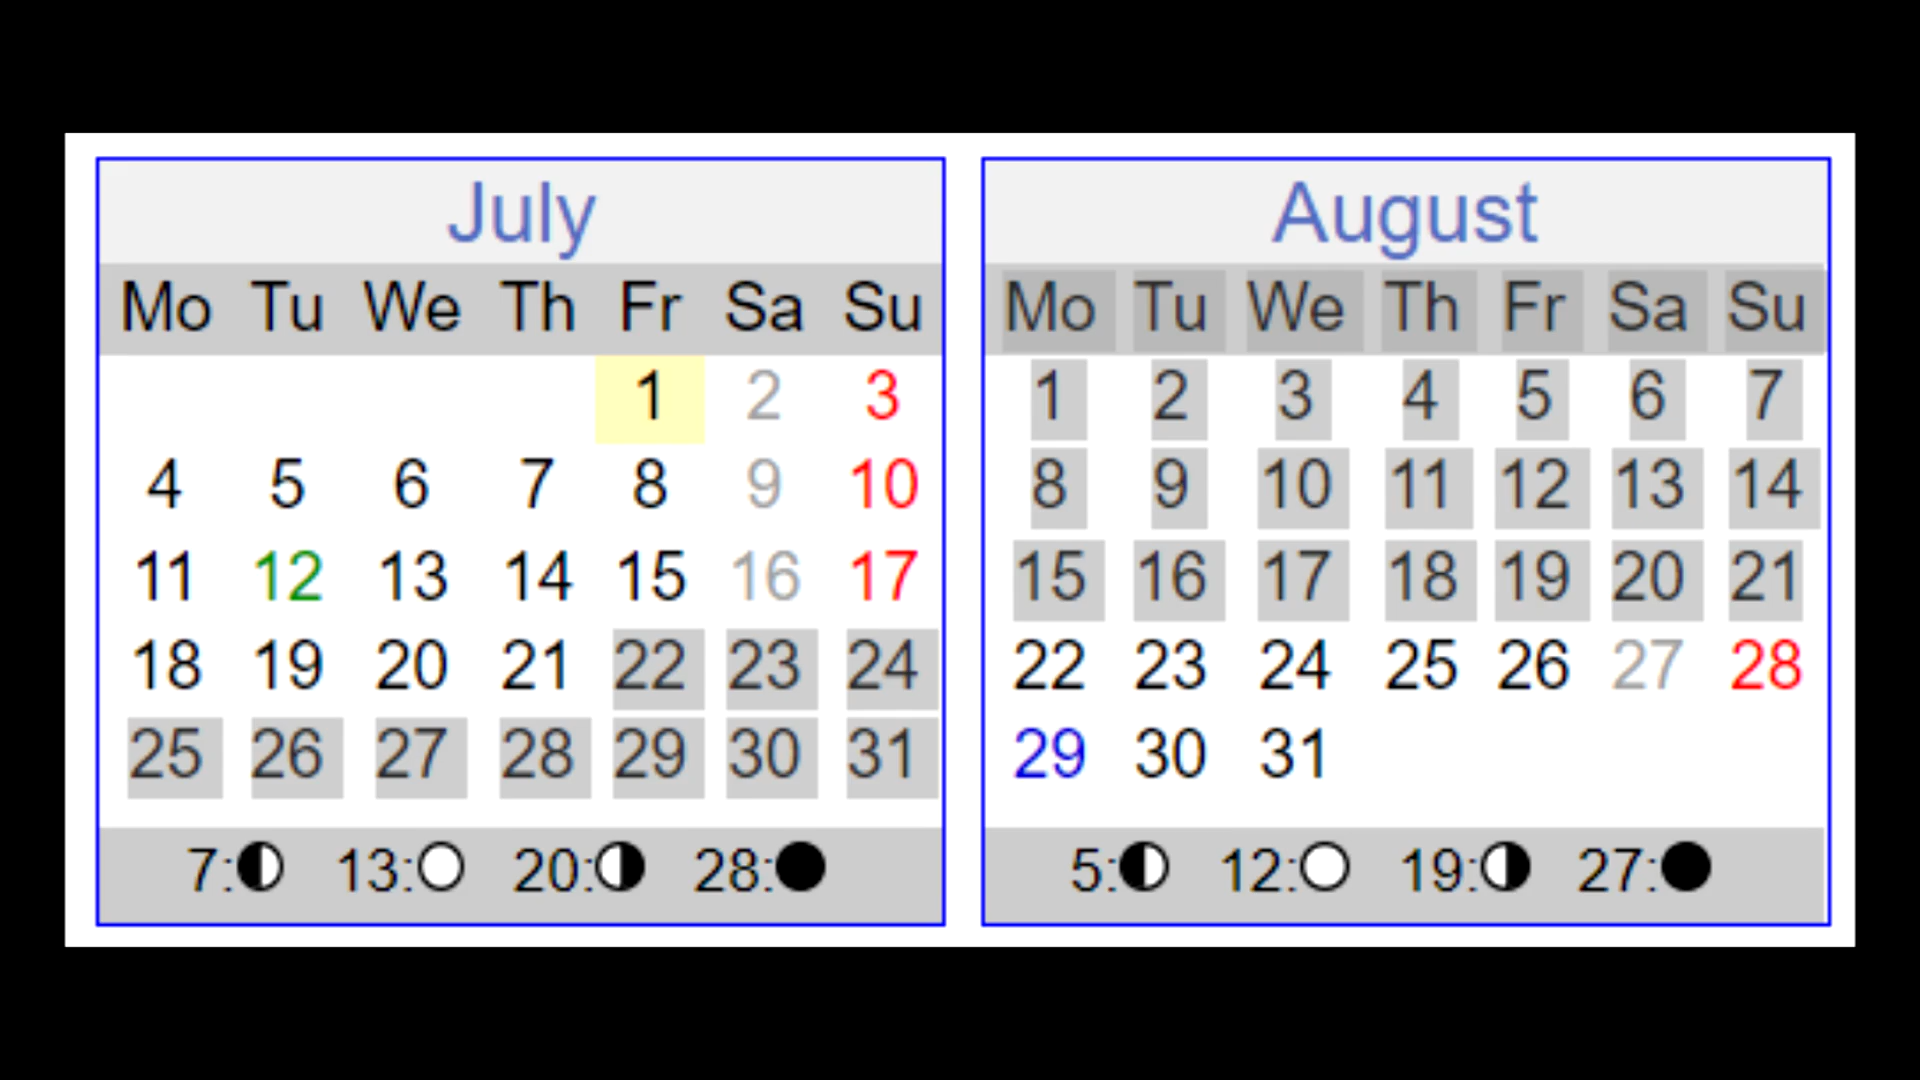 July
Mo Tu We Th Fr Sa Su
1 2 3
4 5 6 7 8 9 10
11 12 13 14 15 16 17
18 19 20 21 22 23 24
25 26 27 28 29 30 31
7: 13: 20: 28:
August
Mo Tu We Th Fr Sa Su
1 2 3 4 5 6 7
8 9 10 11 12 13 14
15 16 17 18 19 20 21
22 23 24 25 26 27 28
29 30 31
5: 12: 19: 27: